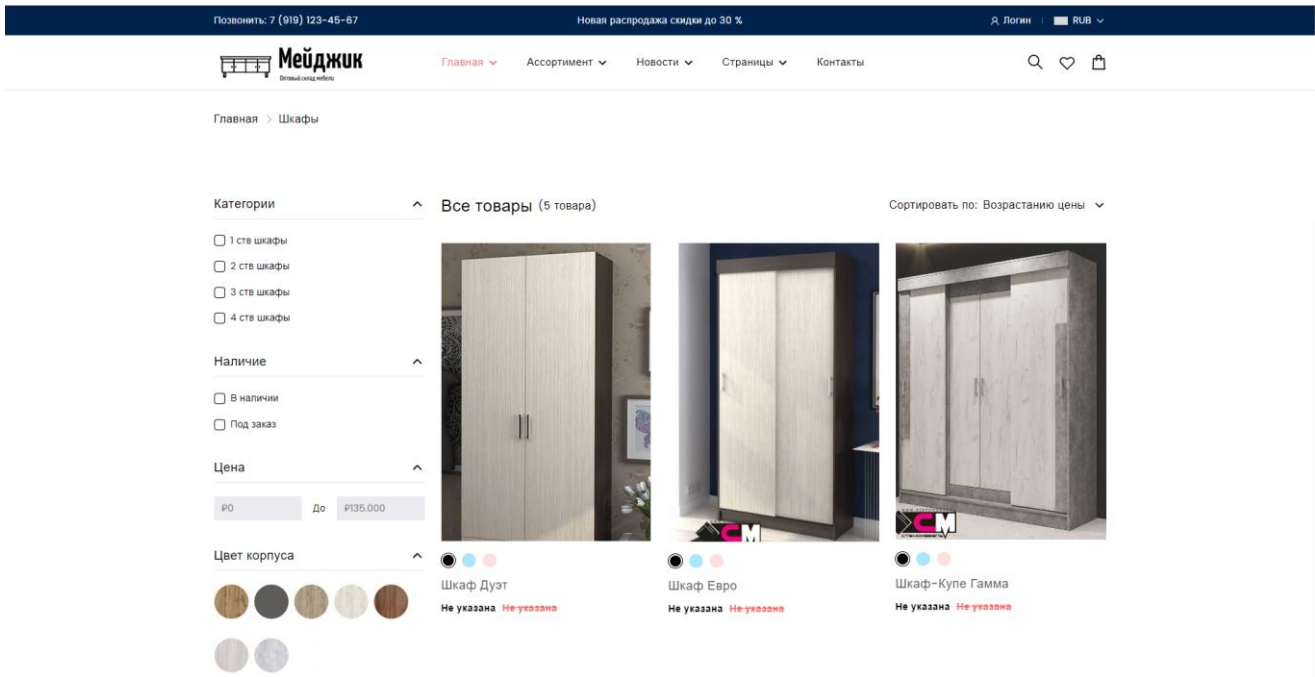 Позвонить: 7 (919) 123-45-67
Новая распродажа скидки до 30 %
Логин
RUB
Мейджик
Оптовый склад мебели
Главная
Ассортимент
Новости
Страницы
Контакты
Главная > Шкафы
Категории
1 ств шкафы
2 ств шкафы
3 ств шкафы
4 ств шкафы
Наличие
В наличии
Под заказ
Цена
₽0 До ₽135.000
Цвет корпуса
Все товары (5 товара)
Сортировать по: Возрастанию цены
Шкаф Дуэт
Не указана Не указана
СМ
Шкаф Евро
Не указана Не указана
СМ
Шкаф-Купе Гамма
Не указана Не указана